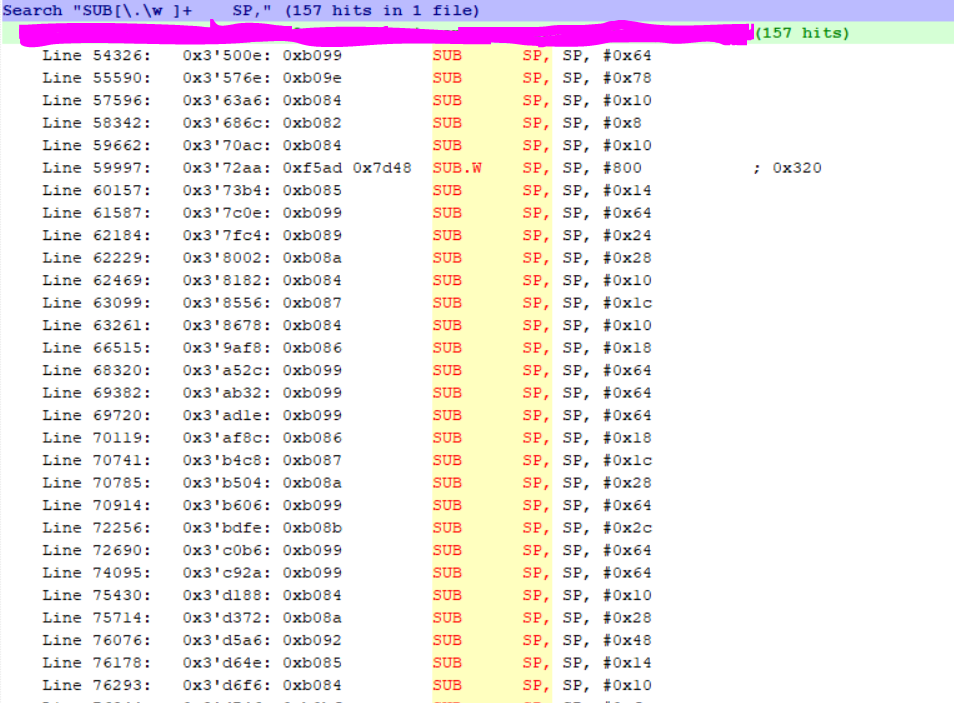 Search "SUB[\.\w ]+    SP," (157 hits in 1 file)
(157 hits)
Line 54326:   0x3'500e: 0xb099         SUB      SP, SP, #0x64
Line 55590:   0x3'576e: 0xb09e         SUB      SP, SP, #0x78
Line 57596:   0x3'63a6: 0xb084         SUB      SP, SP, #0x10
Line 58342:   0x3'686c: 0xb082         SUB      SP, SP, #0x8
Line 59662:   0x3'70ac: 0xb084         SUB      SP, SP, #0x10
Line 59997:   0x3'72aa: 0xf5ad 0x7d48  SUB.W    SP, SP, #800           ; 0x320
Line 60157:   0x3'73b4: 0xb085         SUB      SP, SP, #0x14
Line 61587:   0x3'7c0e: 0xb099         SUB      SP, SP, #0x64
Line 62184:   0x3'7fc4: 0xb089         SUB      SP, SP, #0x24
Line 62229:   0x3'8002: 0xb08a         SUB      SP, SP, #0x28
Line 62469:   0x3'8182: 0xb084         SUB      SP, SP, #0x10
Line 63099:   0x3'8556: 0xb087         SUB      SP, SP, #0x1c
Line 63261:   0x3'8678: 0xb084         SUB      SP, SP, #0x10
Line 66515:   0x3'9af8: 0xb086         SUB      SP, SP, #0x18
Line 68320:   0x3'a52c: 0xb099         SUB      SP, SP, #0x64
Line 69382:   0x3'ab32: 0xb099         SUB      SP, SP, #0x64
Line 69720:   0x3'ad1e: 0xb099         SUB      SP, SP, #0x64
Line 70119:   0x3'af8c: 0xb086         SUB      SP, SP, #0x18
Line 70741:   0x3'b4c8: 0xb087         SUB      SP, SP, #0x1c
Line 70785:   0x3'b504: 0xb08a         SUB      SP, SP, #0x28
Line 70914:   0x3'b606: 0xb099         SUB      SP, SP, #0x64
Line 72256:   0x3'bdfe: 0xb08b         SUB      SP, SP, #0x2c
Line 72690:   0x3'c0b6: 0xb099         SUB      SP, SP, #0x64
Line 74095:   0x3'c92a: 0xb099         SUB      SP, SP, #0x64
Line 75430:   0x3'd188: 0xb084         SUB      SP, SP, #0x10
Line 75714:   0x3'd372: 0xb08a         SUB      SP, SP, #0x28
Line 76076:   0x3'd5a6: 0xb092         SUB      SP, SP, #0x48
Line 76178:   0x3'd64e: 0xb085         SUB      SP, SP, #0x14
Line 76293:   0x3'd6f6: 0xb084         SUB      SP, SP, #0x10